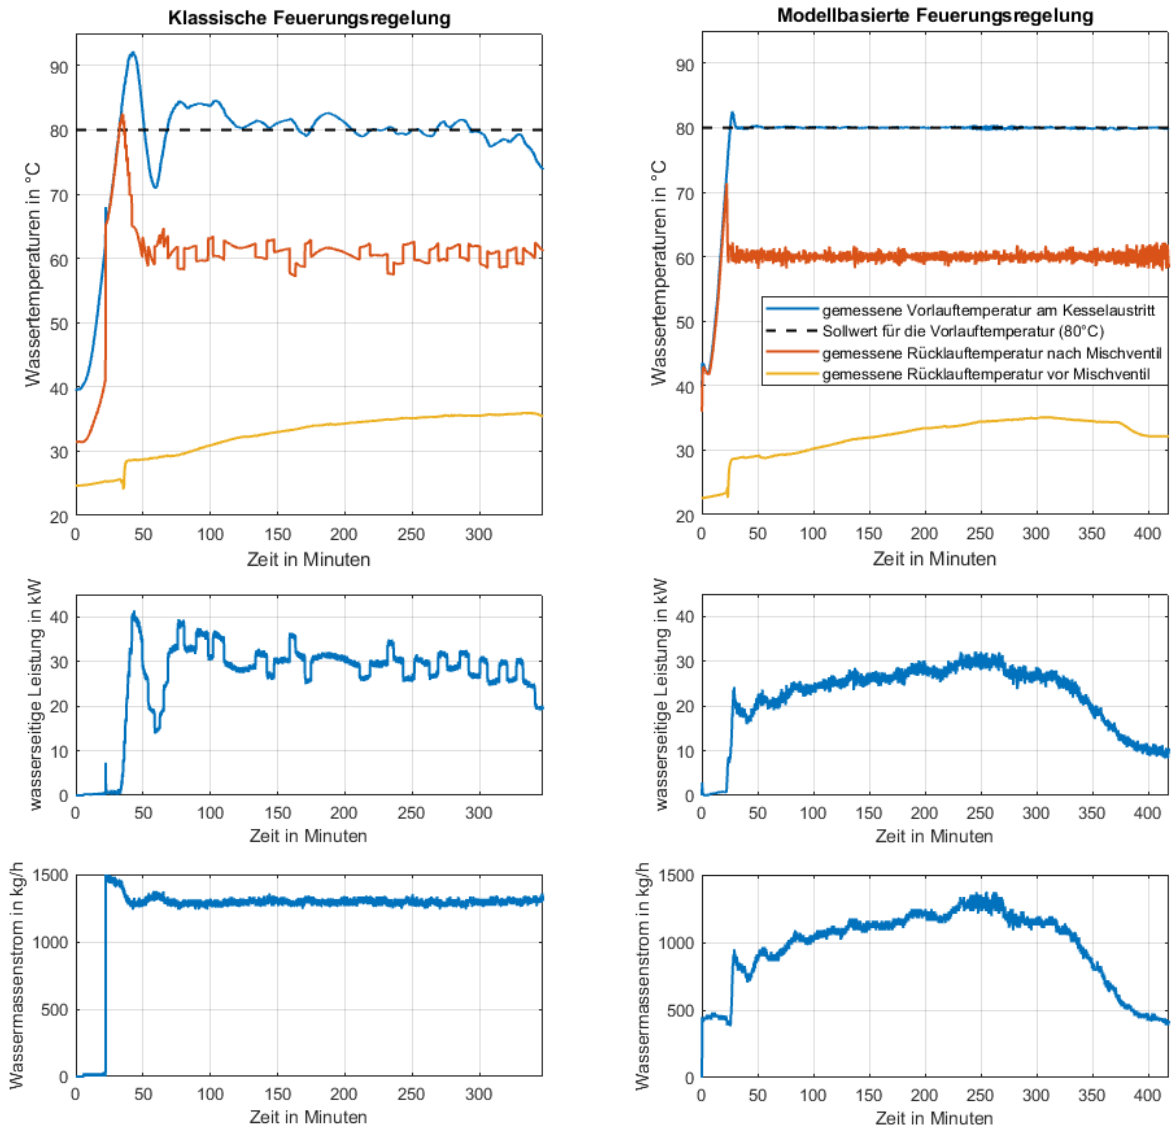 Klassische Feuerungsregelung
Wassertemperaturen in °C
90
80
70
60
50
40
30
20
0 50 100 150 200 250 300
Zeit in Minuten
Modellbasierte Feuerungsregelung
Wassertemperaturen in °C
90
80
70
60
50
40
30
20
gemessene Vorlauftemperatur am Kesselaustritt
Sollwert für die Vorlauftemperatur (80°C)
gemessene Rücklauftemperatur nach Mischventil
gemessene Rücklauftemperatur vor Mischventil
0 50 100 150 200 250 300 350 400
Zeit in Minuten
wasserseitige Leistung in kW
40
30
20
10
0
0 50 100 150 200 250 300
Zeit in Minuten
wasserseitige Leistung in kW
40
30
20
10
0
0 50 100 150 200 250 300 350 400
Zeit in Minuten
Wassermassenstrom in kg/h
1500
1000
500
0
0 50 100 150 200 250 300
Zeit in Minuten
Wassermassenstrom in kg/h
1500
1000
500
0
0 50 100 150 200 250 300 350 400
Zeit in Minuten